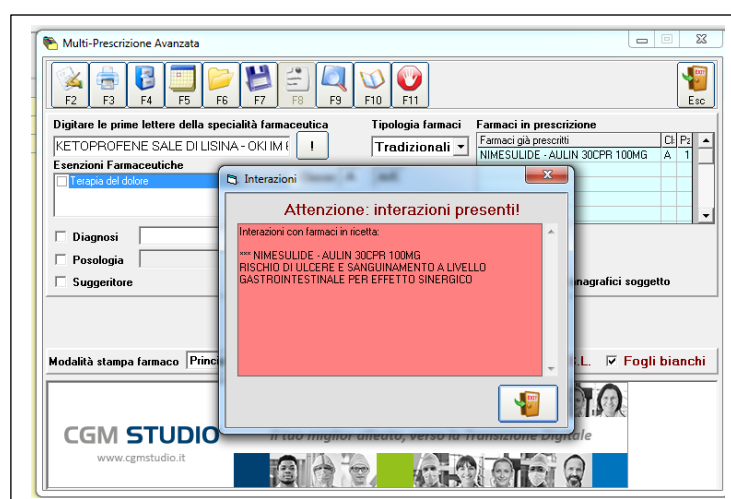 Multi-Prescrizione Avanzata
F2 F3 F4 F5 F6 F7 F8 F9 F10 F11 Esc
Digitare le prime lettere della specialità farmaceutica
Tipologia farmaci
Farmaci in prescrizione
KETOPROFENE SALE DI LISINA - OKI IM
!
Tradizionali
Farmaci già prescritti Cl Pz
NIMESULIDE - AULIN 30CPR 100MG A 1
Esenzioni Farmaceutiche
Terapia del dolore
Interazioni
Attenzione: interazioni presenti!
Interazioni con farmaci in ricetta:
*** NIMESULIDE - AULIN 30CPR 100MG
RISCHIO DI ULCERE E SANGUINAMENTO A LIVELLO
GASTROINTESTINALE PER EFFETTO SINERGICO
EXIT
Diagnosi
Posologia
Suggeritore
nagrafici soggetto
Modalità stampa farmaco Princi
.L. Fogli bianchi
CGM STUDIO
www.cgmstudio.it
Il tuo miglior alleato, verso la Transizione Digitale